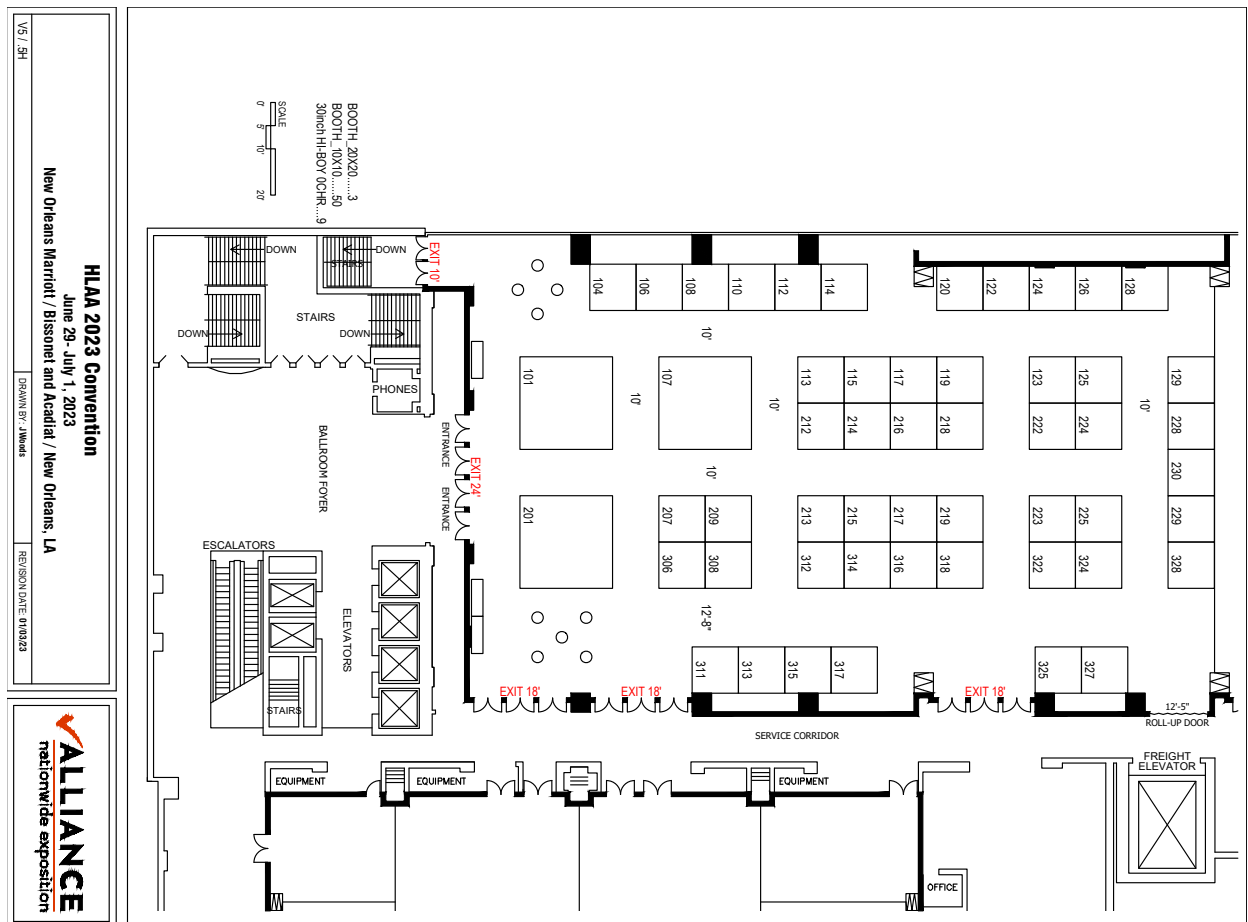 HLAA 2023 Convention
June 29- July 1, 2023
New Orleans Marriott / Bissonet and Acadiat / New Orleans, LA
V5 / .5H
DRAWN BY: J.Woods
REVISION DATE: 01/03/23
ALLIANCE
nationwide exposition
BOOTH_20X20......3
BOOTH_10X10......50
30inch HI-BOY 0CHR....9
SCALE
0' 5' 10' 20'
DOWN
DOWN
STAIRS
EXIT 10'
STAIRS
DOWN
DOWN
PHONES
ENTRANCE
EXIT 24'
ENTRANCE
BALLROOM FOYER
ESCALATORS
ELEVATORS
STAIRS
104 106 108 110 112 114
120 122 124 126 128
10'
101 107
10'
10'
113 115 117 119
123 125
10'
129
212 214 216 218
222 224
228
10'
230
201
207 209
213 215 217 219
223 225
229
306 308
312 314 316 318
322 324
328
12'-8"
311 313 315 317
325 327
EXIT 18'
EXIT 18'
EXIT 18'
12'-5"
ROLL-UP DOOR
SERVICE CORRIDOR
FREIGHT
ELEVATOR
EQUIPMENT
EQUIPMENT
EQUIPMENT
OFFICE